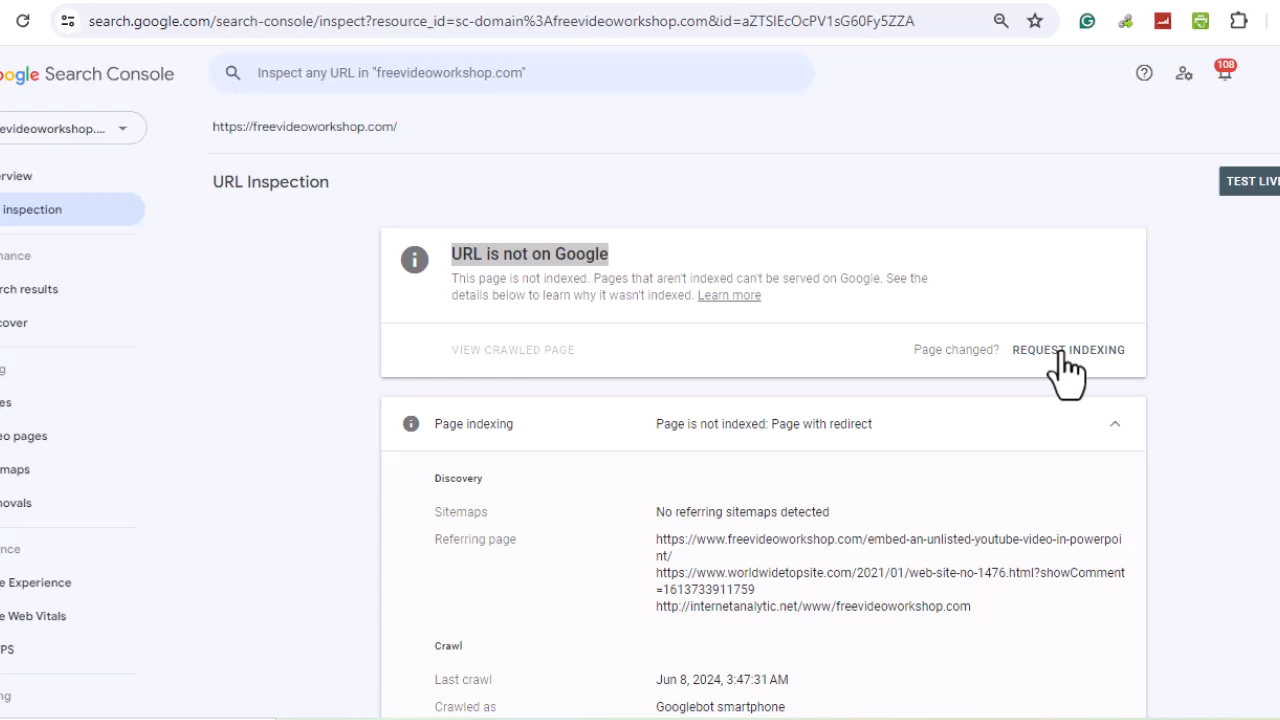 search.google.com/search-console/inspect?resource_id=sc-domain%3Afreevideoworkshop.com&id=aZTSIEcOcPV1sG60Fy5ZZA
ogle Search Console
Inspect any URL in "freevideoworkshop.com"
108
evideoworkshop....
https://freevideoworkshop.com/
rview
URL Inspection
TEST LIV
inspection
nance
URL is not on Google
This page is not indexed. Pages that aren't indexed can't be served on Google. See the
details below to learn why it wasn't indexed. Learn more
rch results
cover
VIEW CRAWLED PAGE
Page changed?
REQUEST INDEXING
g
es
Page indexing
Page is not indexed: Page with redirect
eo pages
maps
Discovery
novals
Sitemaps
No referring sitemaps detected
Referring page
https://www.freevideoworkshop.com/embed-an-unlisted-youtube-video-in-powerpoi
nt/
nce
https://www.worldwidetopsite.com/2021/01/web-site-no-1476.html?showComment
=1613733911759
e Experience
http://internetanalytic.net/www/freevideoworkshop.com
e Web Vitals
PS
Crawl
Last crawl
Jun 8, 2024, 3:47:31 AM
ng
Crawled as
Googlebot smartphone